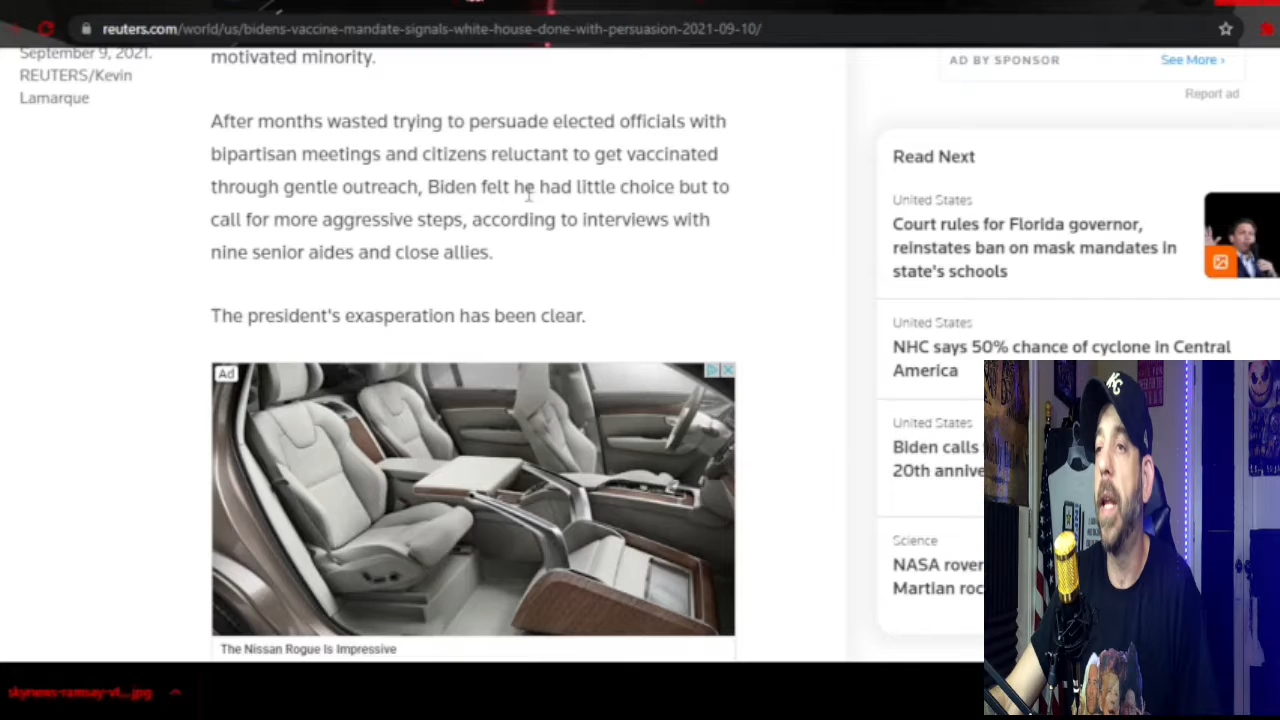 reuters.com/world/us/bidens-vaccine-mandate-signals-white-house-done-with-persuasion-2021-09-10/
September 9, 2021.
REUTERS/Kevin
Lamarque
motivated minority.
After months wasted trying to persuade elected officials with
bipartisan meetings and citizens reluctant to get vaccinated
through gentle outreach, Biden felt he had little choice but to
call for more aggressive steps, according to interviews with
nine senior aides and close allies.
The president's exasperation has been clear.
Ad
The Nissan Rogue Is Impressive
AD BY SPONSOR
See More ›
Report ad
Read Next
United States
Court rules for Florida governor,
reinstates ban on mask mandates in
state's schools
United States
NHC says 50% chance of cyclone in Central
America
United States
Biden calls
20th annive
Science
NASA rover
Martian roc
KC
skynews-ramsay-vl...jpg